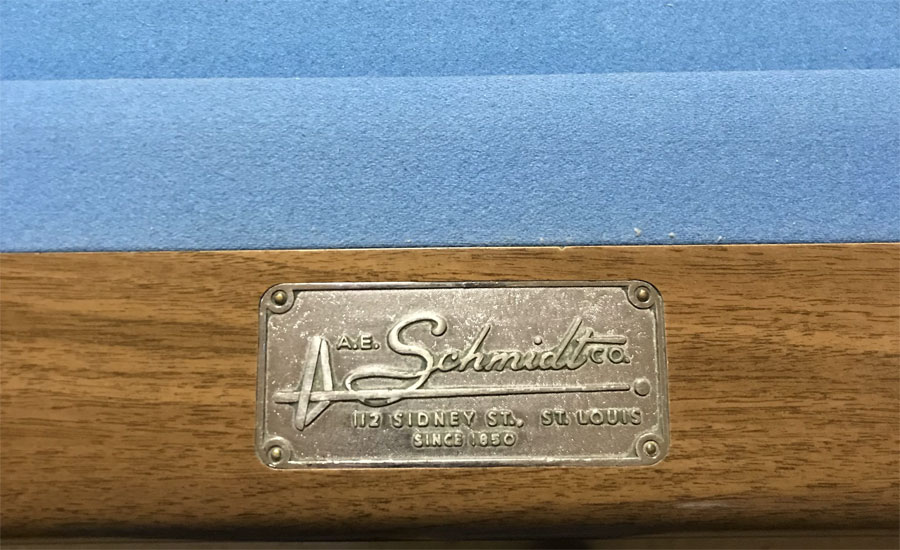 A.E. Schmidt CO.
112 SIDNEY ST., ST. LOUIS
SINCE 1850